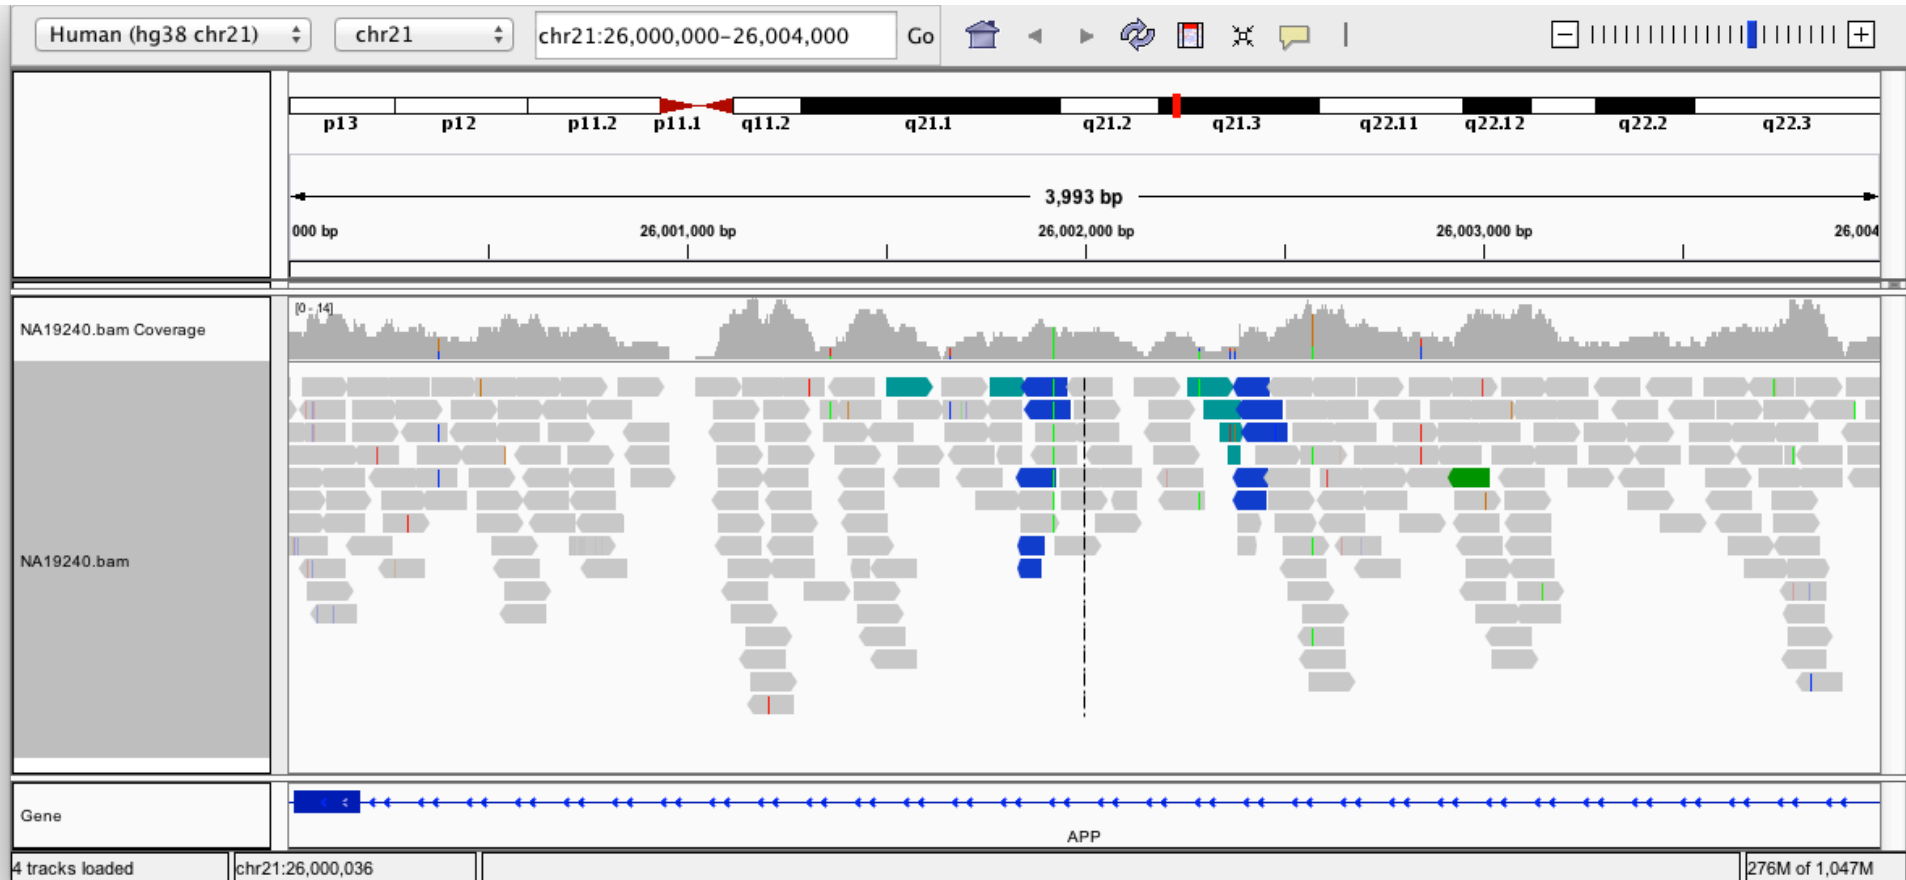 Human (hg38 chr21) chr21 chr21:26,000,000-26,004,000 Go
p13 p12 p11.2 p11.1 q11.2 q21.1 q21.2 q21.3 q22.11 q22.12 q22.2 q22.3
3,993 bp
000 bp 26,001,000 bp 26,002,000 bp 26,003,000 bp 26,004
[0 - 14]
NA19240.bam Coverage
NA19240.bam
Gene
APP
4 tracks loaded chr21:26,000,036 276M of 1,047M